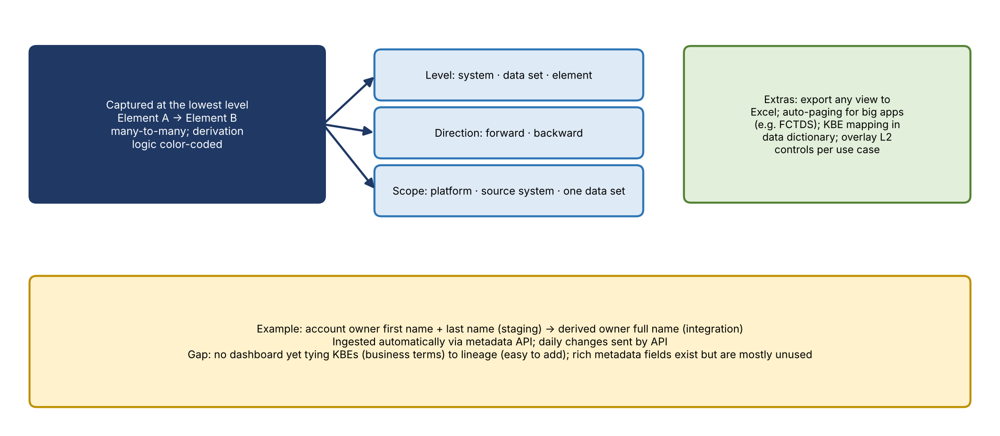 Captured at the lowest level
Element A → Element B
many-to-many; derivation
logic color-coded
Level: system · data set · element
Direction: forward · backward
Scope: platform · source system · one data set
Extras: export any view to
Excel; auto-paging for big apps
(e.g. FCTDS); KBE mapping in
data dictionary; overlay L2
controls per use case
Example: account owner first name + last name (staging) → derived owner full name (integration)
Ingested automatically via metadata API; daily changes sent by API
Gap: no dashboard yet tying KBEs (business terms) to lineage (easy to add); rich metadata fields exist but are mostly unused